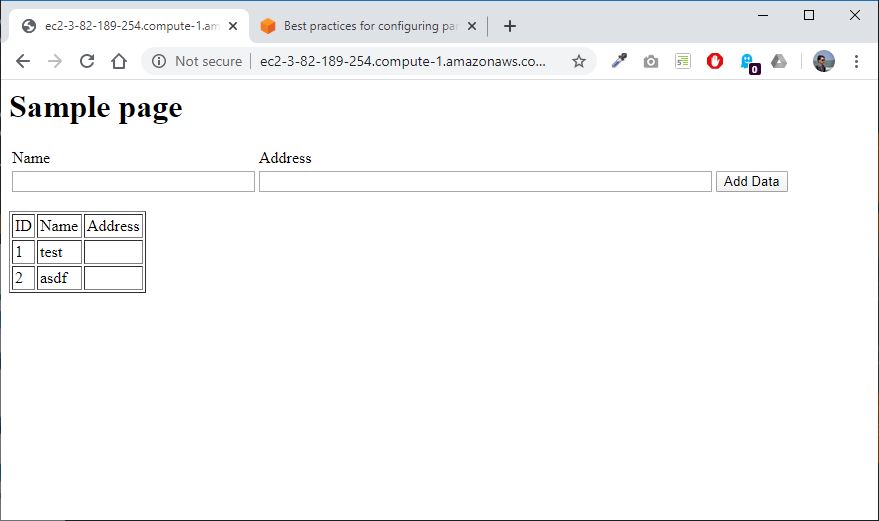 ec2-3-82-189-254.compute-1.am
Best practices for configuring par
Not secure
ec2-3-82-189-254.compute-1.amazonaws.co...
0
Sample page
Name Address
Add Data
ID Name Address
1 test
2 asdf